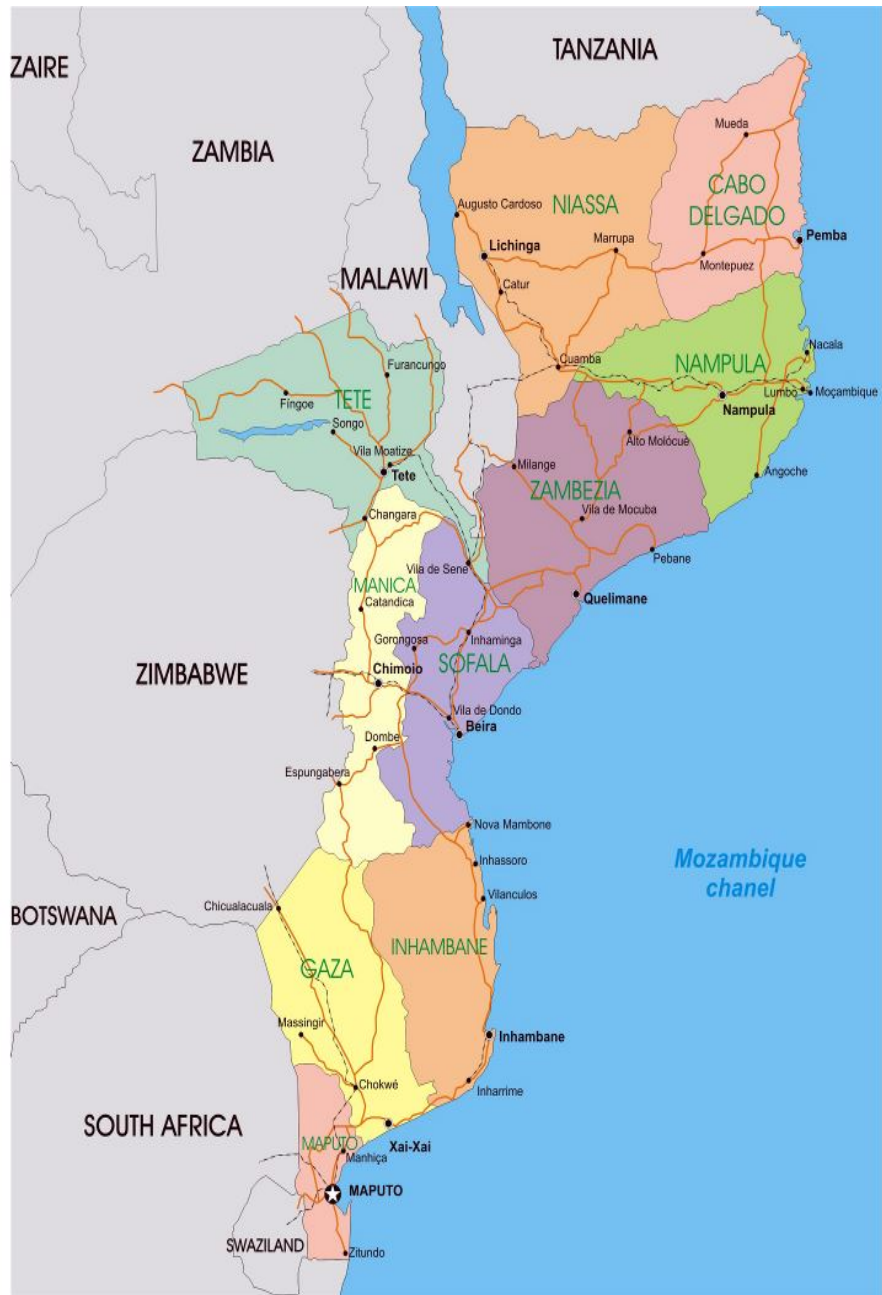 TANZANIA
ZAIRE
ZAMBIA
Mueda
CABO
DELGADO
NIASSA
Augusto Cardoso
Pemba
Lichinga
Marrupa
Montepuez
MALAWI
Catur
Nacala
Cuamba
NAMPULA
Furancungo
TETE
Fíngoe
Lumbo
Moçambique
Nampula
Songo
Alto Molócuè
Vila Moatize
Tete
Milange
Angoche
ZAMBEZIA
Changara
Vila de Mocuba
Pebane
Vila de Sene
MANICA
Catandica
Quelimane
Gorongosa
Inhaminga
SOFALA
ZIMBABWE
Chimoio
Vila de Dondo
Beira
Dombe
Espungabera
Nova Mambone
Inhassoro
Mozambique
chanel
Vilanculos
Chicualacuala
BOTSWANA
INHAMBANE
GAZA
Massingir
Inhambane
Chokwé
Inharrime
SOUTH AFRICA
Xai-Xai
MAPUTO
Manhiça
MAPUTO
SWAZILAND
Zitundo